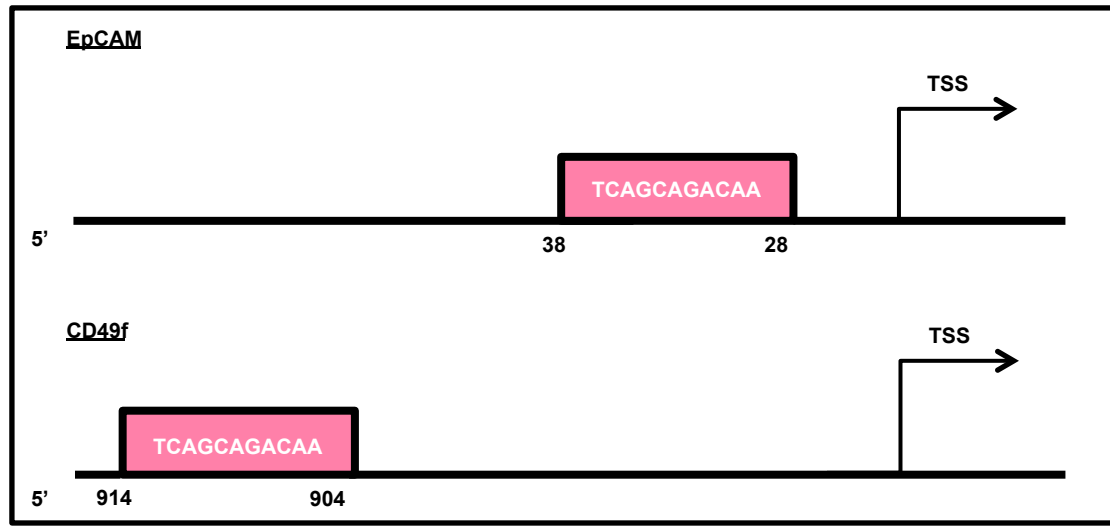 EpCAM
TSS
TCAGCAGACAA
5’
38
28
CD49f
TSS
TCAGCAGACAA
5’
914
904